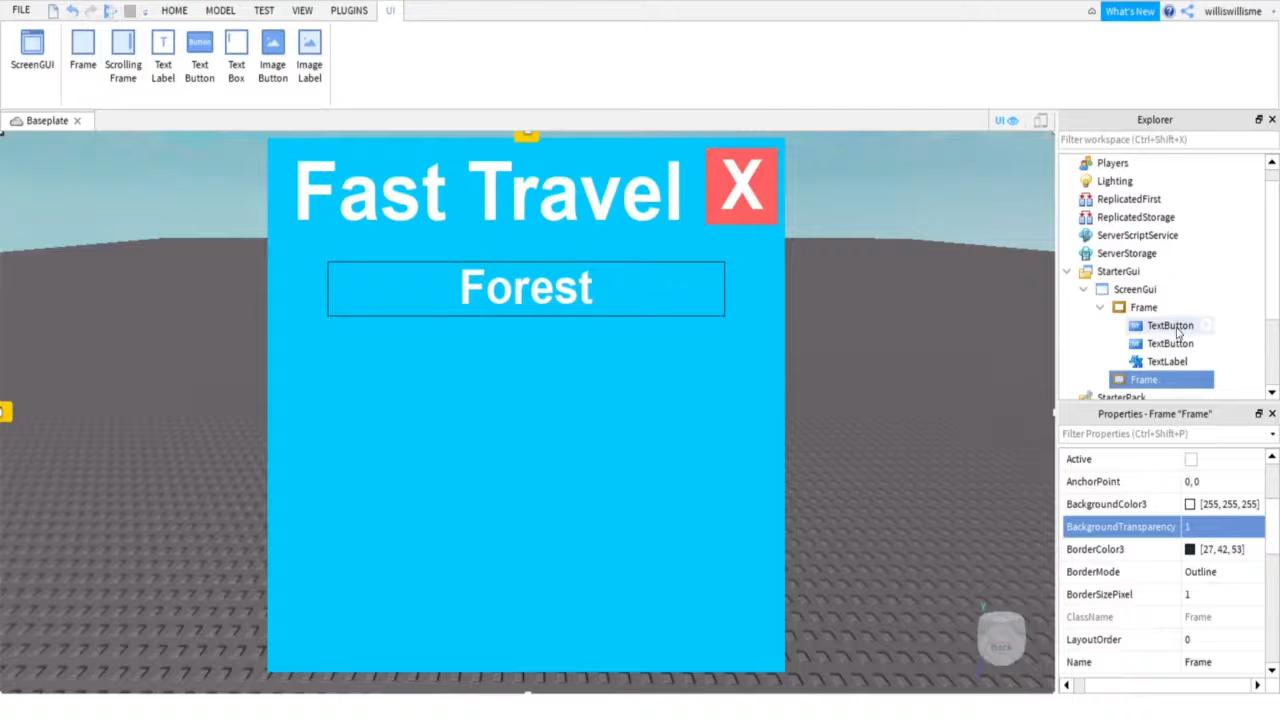 FILE HOME MODEL TEST VIEW PLUGINS UI What's New williswillisme
T Button
ScreenGUI Frame Scrolling Frame Text Label Text Button Text Box Image Button Image Label
Baseplate UI
Explorer
Filter workspace (Ctrl+Shift+X)
Players
Lighting
ReplicatedFirst
ReplicatedStorage
ServerScriptService
ServerStorage
StarterGui
ScreenGui
Frame
TextButton
TextButton
TextLabel
Frame
StarterPack
Fast Travel X
Forest
Back
Properties - Frame "Frame"
Filter Properties (Ctrl+Shift+P)
Active
AnchorPoint 0, 0
BackgroundColor3 [255, 255, 255]
BackgroundTransparency 1
BorderColor3 [27, 42, 53]
BorderMode Outline
BorderSizePixel 1
ClassName Frame
LayoutOrder 0
Name Frame